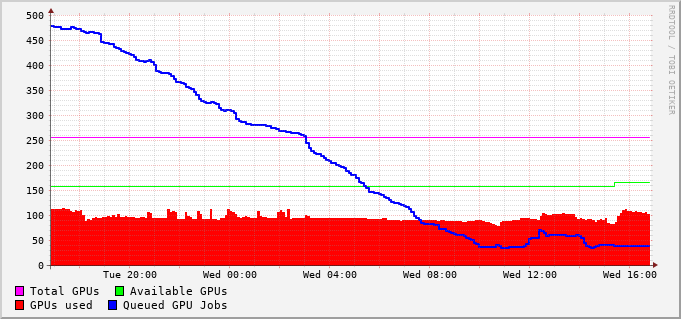 500
450
400
350
300
250
200
150
100
50
0
Tue 20:00 Wed 00:00 Wed 04:00 Wed 08:00 Wed 12:00 Wed 16:00
Total GPUs Available GPUs
GPUs used Queued GPU Jobs
RRDTOOL / TOBI OETIKER